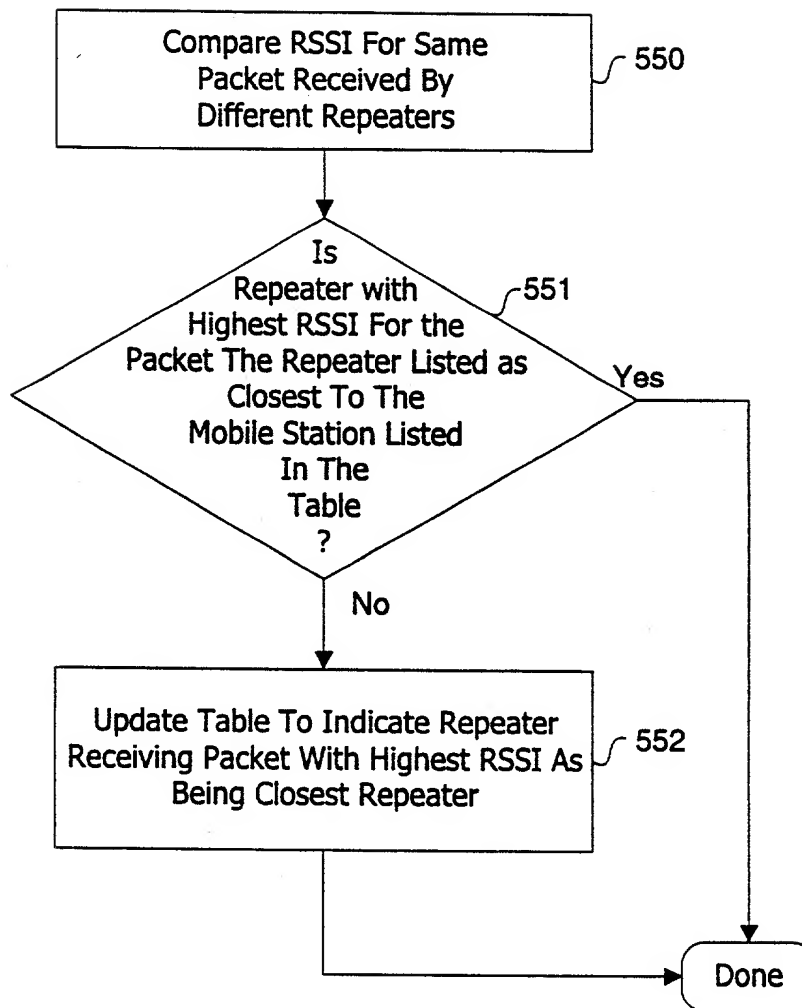 Compare RSSI For Same
Packet Received By
Different Repeaters
550
Is
Repeater with
Highest RSSI For the
Packet The Repeater Listed as
Closest To The
Mobile Station Listed
In The
Table
?
551
Yes
No
Update Table To Indicate Repeater
Receiving Packet With Highest RSSI As
Being Closest Repeater
552
Done